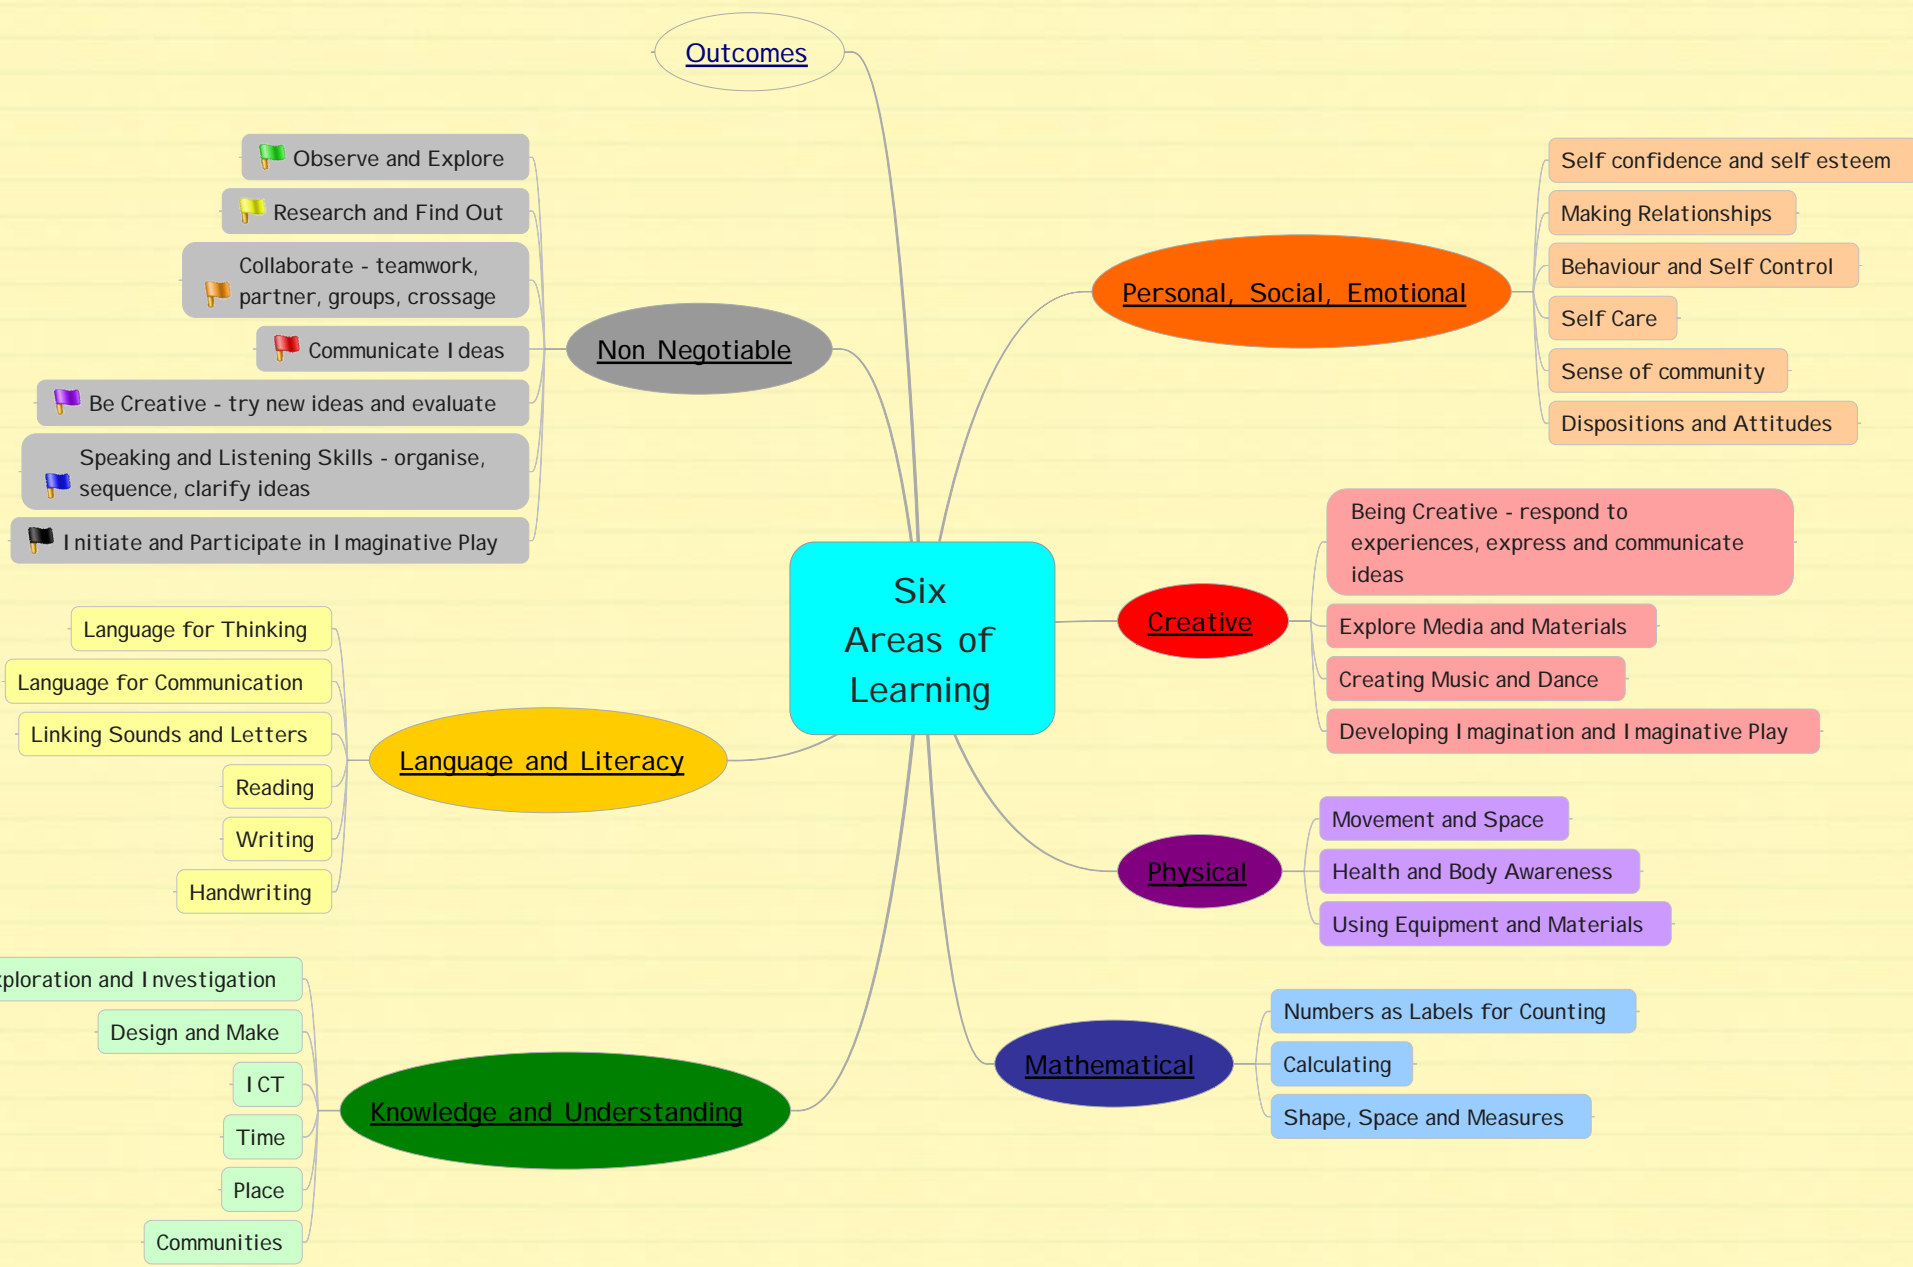 Outcomes
Observe and Explore
Research and Find Out
Collaborate - teamwork,
partner, groups, crossage
Communicate Ideas
Be Creative - try new ideas and evaluate
Speaking and Listening Skills - organise,
sequence, clarify ideas
Initiate and Participate in Imaginative Play
Non Negotiable
Language for Thinking
Language for Communication
Linking Sounds and Letters
Reading
Writing
Handwriting
Language and Literacy
and Investigation
Design and Make
ICT
Time
Place
Communities
Knowledge and Understanding
Six
Areas of
Learning
Personal, Social, Emotional
Self confidence and self esteem
Making Relationships
Behaviour and Self Control
Self Care
Sense of community
Dispositions and Attitudes
Creative
Being Creative - respond to
experiences, express and communicate
ideas
Explore Media and Materials
Creating Music and Dance
Developing Imagination and Imaginative Play
Physical
Movement and Space
Health and Body Awareness
Using Equipment and Materials
Mathematical
Numbers as Labels for Counting
Calculating
Shape, Space and Measures